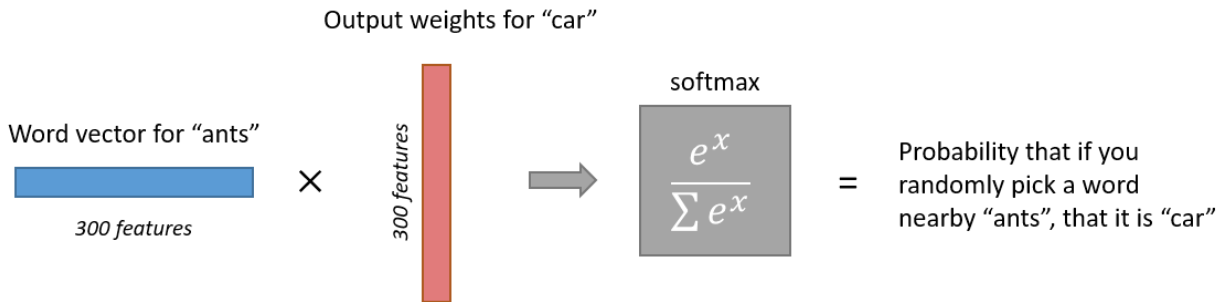 Output weights for “car”
softmax
Word vector for “ants”
300 features
×
300 features
e^x
∑ e^x
=
Probability that if you
randomly pick a word
nearby “ants”, that it is “car”